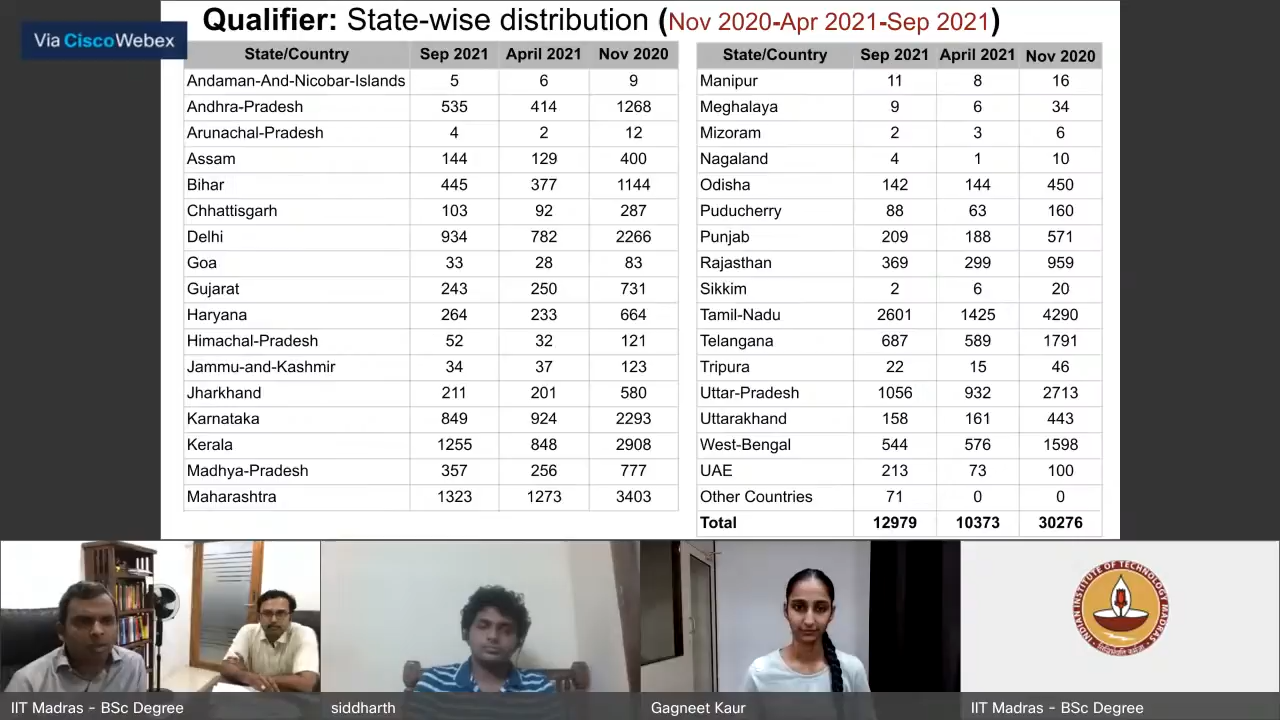 Qualifier: State-wise distribution (Nov 2020-Apr 2021-Sep 2021)
Via CiscoWebex
State/Country Sep 2021 April 2021 Nov 2020
Andaman-And-Nicobar-Islands 5 6 9
Andhra-Pradesh 535 414 1268
Arunachal-Pradesh 4 2 12
Assam 144 129 400
Bihar 445 377 1144
Chhattisgarh 103 92 287
Delhi 934 782 2266
Goa 33 28 83
Gujarat 243 250 731
Haryana 264 233 664
Himachal-Pradesh 52 32 121
Jammu-and-Kashmir 34 37 123
Jharkhand 211 201 580
Karnataka 849 924 2293
Kerala 1255 848 2908
Madhya-Pradesh 357 256 777
Maharashtra 1323 1273 3403
State/Country Sep 2021 April 2021 Nov 2020
Manipur 11 8 16
Meghalaya 9 6 34
Mizoram 2 3 6
Nagaland 4 1 10
Odisha 142 144 450
Puducherry 88 63 160
Punjab 209 188 571
Rajasthan 369 299 959
Sikkim 2 6 20
Tamil-Nadu 2601 1425 4290
Telangana 687 589 1791
Tripura 22 15 46
Uttar-Pradesh 1056 932 2713
Uttarakhand 158 161 443
West-Bengal 544 576 1598
UAE 213 73 100
Other Countries 71 0 0
Total 12979 10373 30276
INDIAN INSTITUTE OF TECHNOLOGY MADRAS
IIT Madras - BSc Degree
siddharth
Gagneet Kaur
IIT Madras - BSc Degree